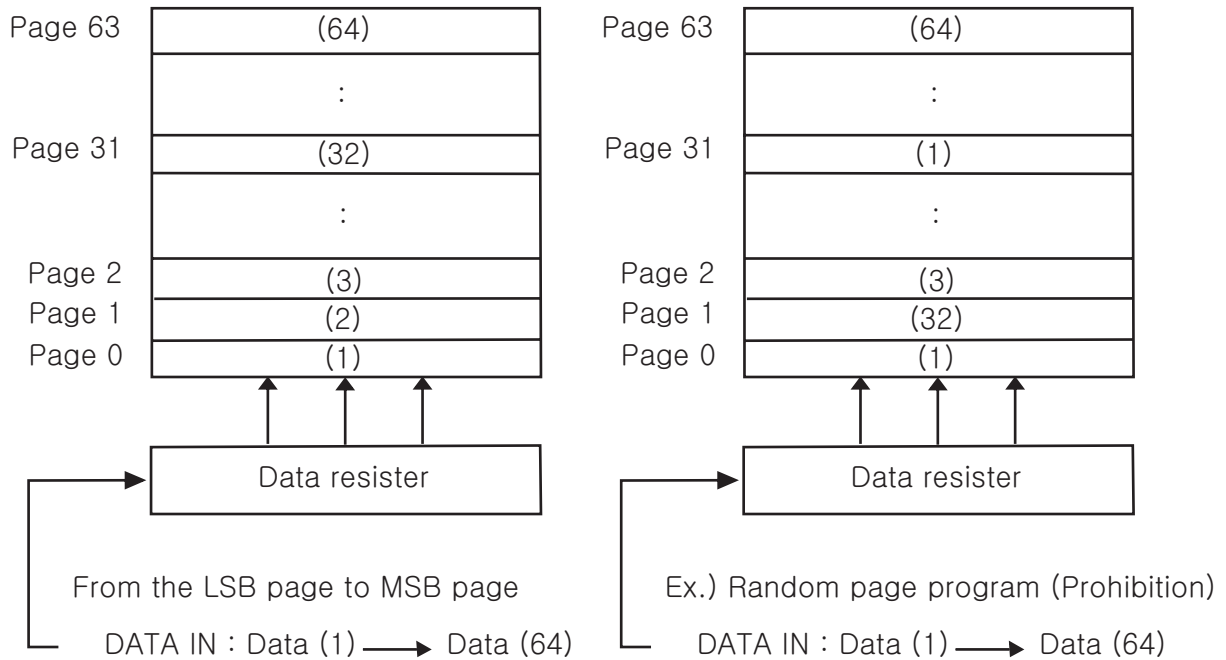 Page 63 (64)
:
Page 31 (32)
:
Page 2 (3)
Page 1 (2)
Page 0 (1)
Data resister
From the LSB page to MSB page
DATA IN : Data (1) Data (64)
Page 63 (64)
:
Page 31 (1)
:
Page 2 (3)
Page 1 (32)
Page 0 (1)
Data resister
Ex.) Random page program (Prohibition)
DATA IN : Data (1) Data (64)